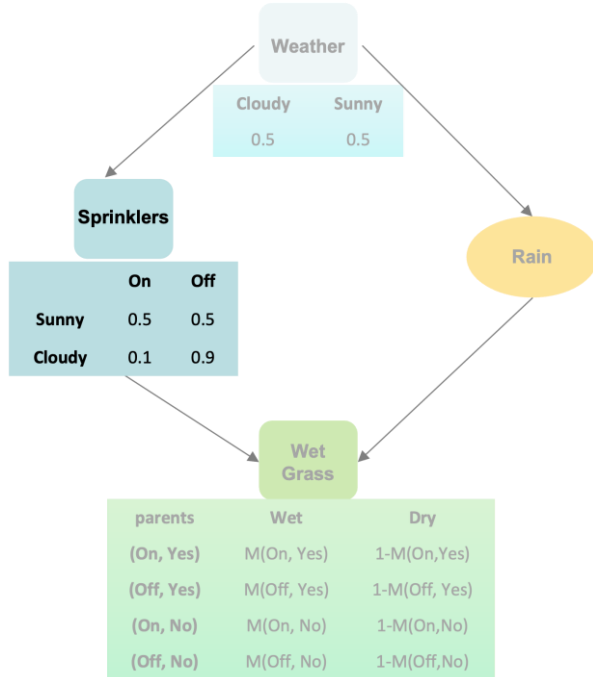 Weather
Cloudy Sunny
0.5 0.5
Sprinklers
On Off
Sunny 0.5 0.5
Cloudy 0.1 0.9
Rain
Wet
Grass
parents Wet Dry
(On, Yes) M(On, Yes) 1-M(On,Yes)
(Off, Yes) M(Off, Yes) 1-M(Off, Yes)
(On, No) M(On, No) 1-M(On,No)
(Off, No) M(Off, No) 1-M(Off,No)